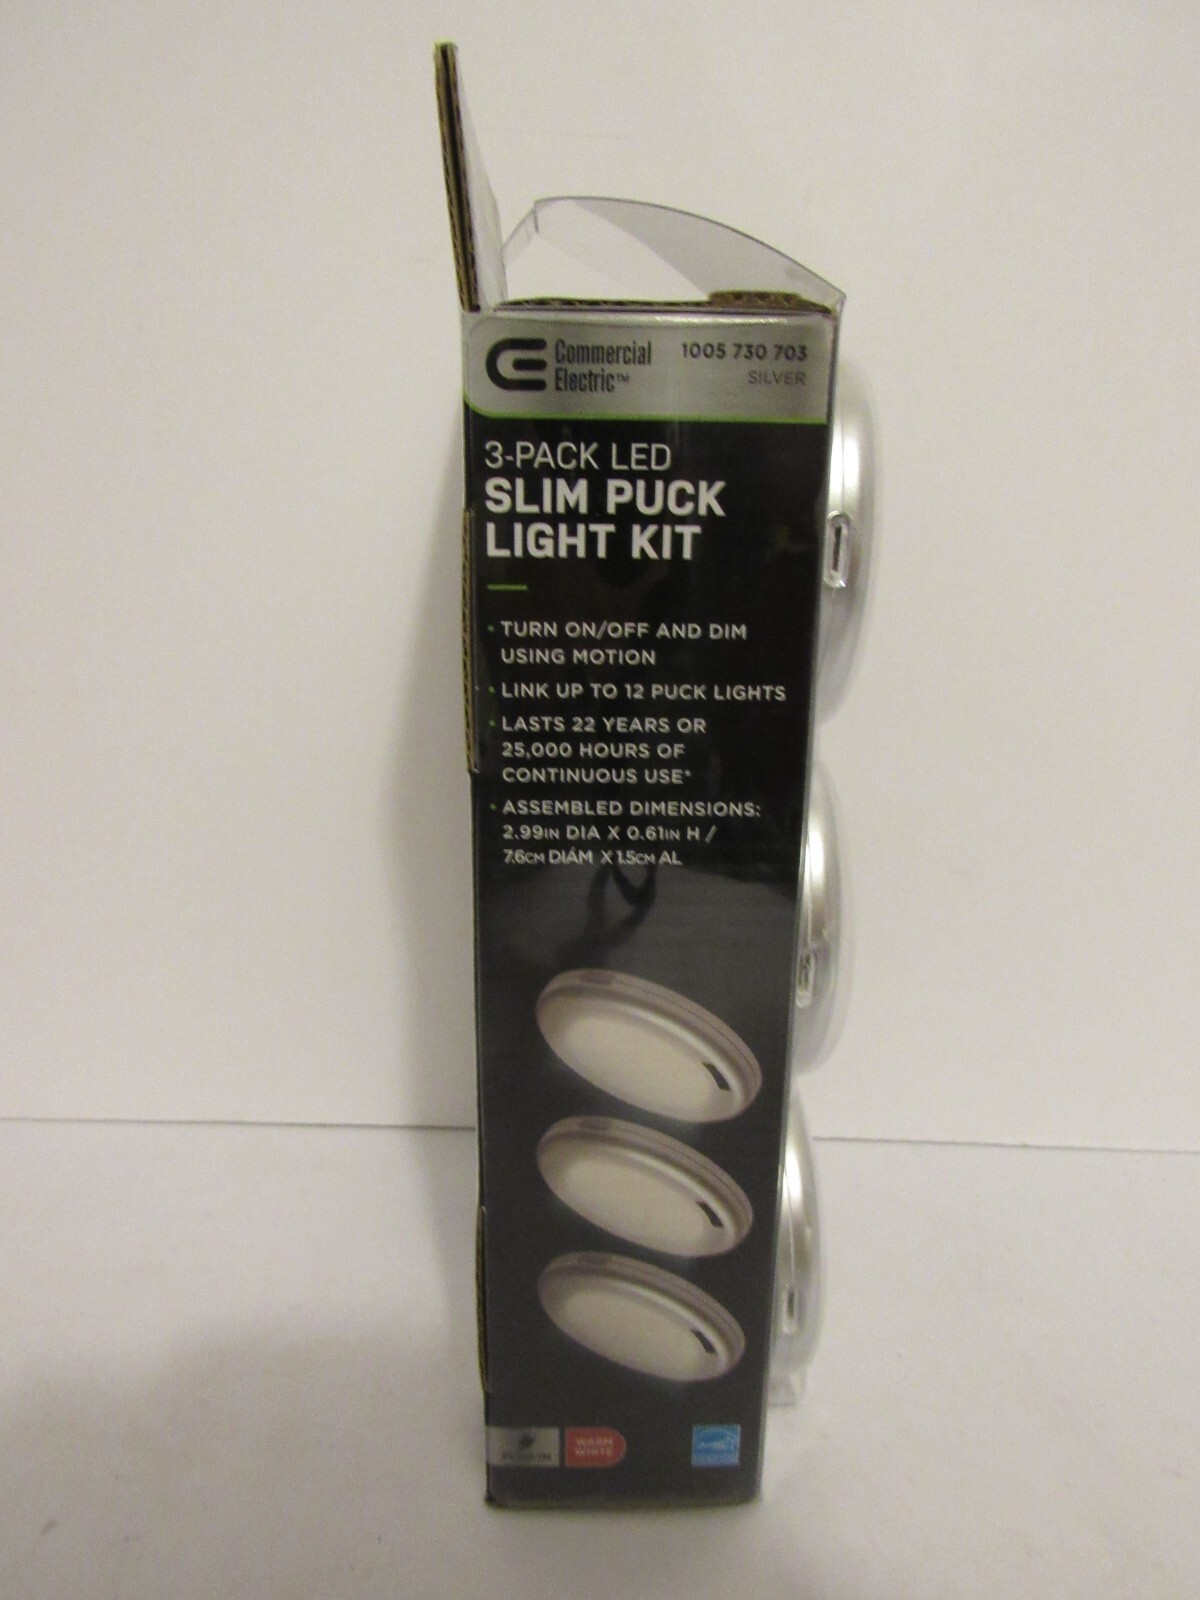 Commercial
Electric™
1005 730 703
SILVER
3-PACK LED
SLIM PUCK
LIGHT KIT
• TURN ON/OFF AND DIM
USING MOTION
• LINK UP TO 12 PUCK LIGHTS
• LASTS 22 YEARS OR
25,000 HOURS OF
CONTINUOUS USE*
• ASSEMBLED DIMENSIONS:
2.99IN DIA X 0.61IN H /
7.6CM DIÁM X 1.5CM AL
WARM
WHITE